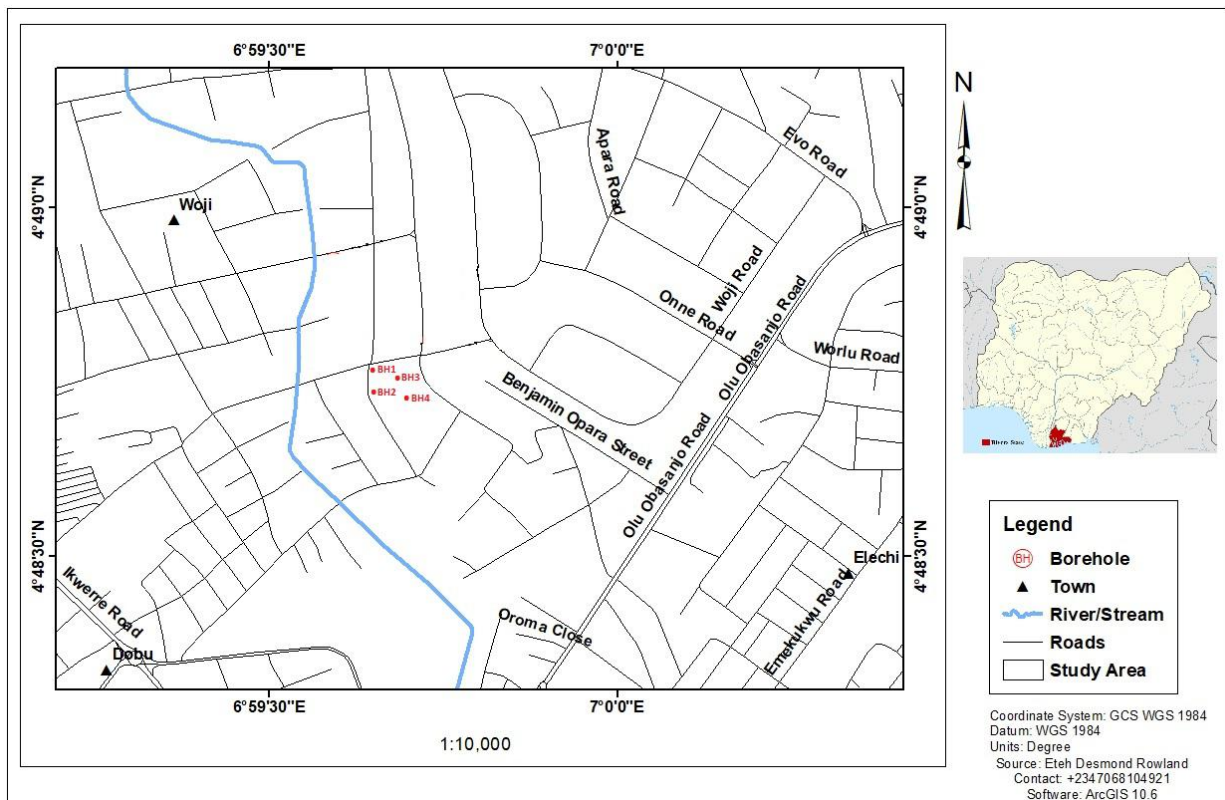 6°59'30"E
7°0'0"E
N
Evo Road
Apara Road
4°49'0"N
Woji
4°49'0"N
Woji Road
Onne Road
Olu Obasanjo Road
Worlu Road
BH1
BH3
BH2
BH4
Benjamin Opara Street
Olu Obasanjo Road
Rivers State
4°48'30"N
Elechi
4°48'30"N
Ikwerre Road
Emekukwu Road
Oroma Close
Dobu
6°59'30"E
7°0'0"E
1:10,000
Legend
BH Borehole
Town
River/Stream
Roads
Study Area
Coordinate System: GCS WGS 1984
Datum: WGS 1984
Units: Degree
Source: Eteh Desmond Rowland
Contact: +2347068104921
Software: ArcGIS 10.6